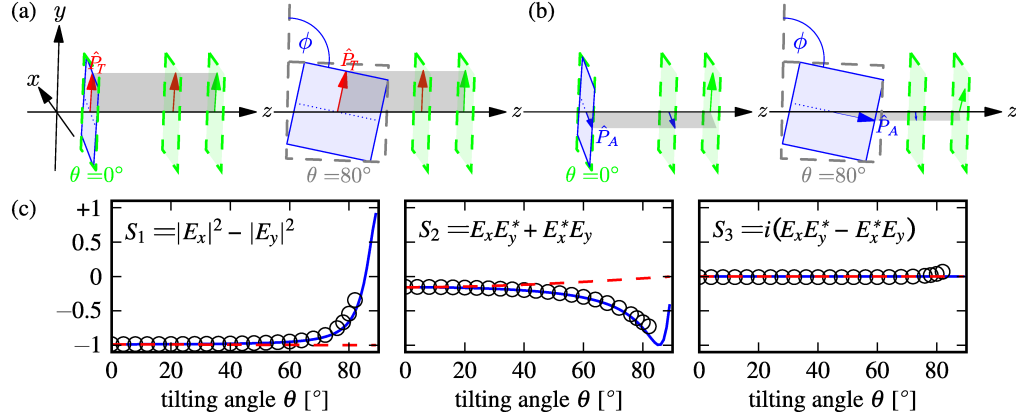 (a) (b)
y x z P̂_T θ=0°
ϕ P̂_T z θ=80°
P̂_A z θ=0°
ϕ P̂_A z θ=80°
(c)
S₁=|E_x|²−|E_y|²
S₂=E_xE_y*+E_x*E_y
S₃=i(E_xE_y*−E_x*E_y)
+1
0.5
0
−0.5
−1
0 20 40 60 80
0 20 40 60 80
0 20 40 60 80
tilting angle θ [°]
tilting angle θ [°]
tilting angle θ [°]